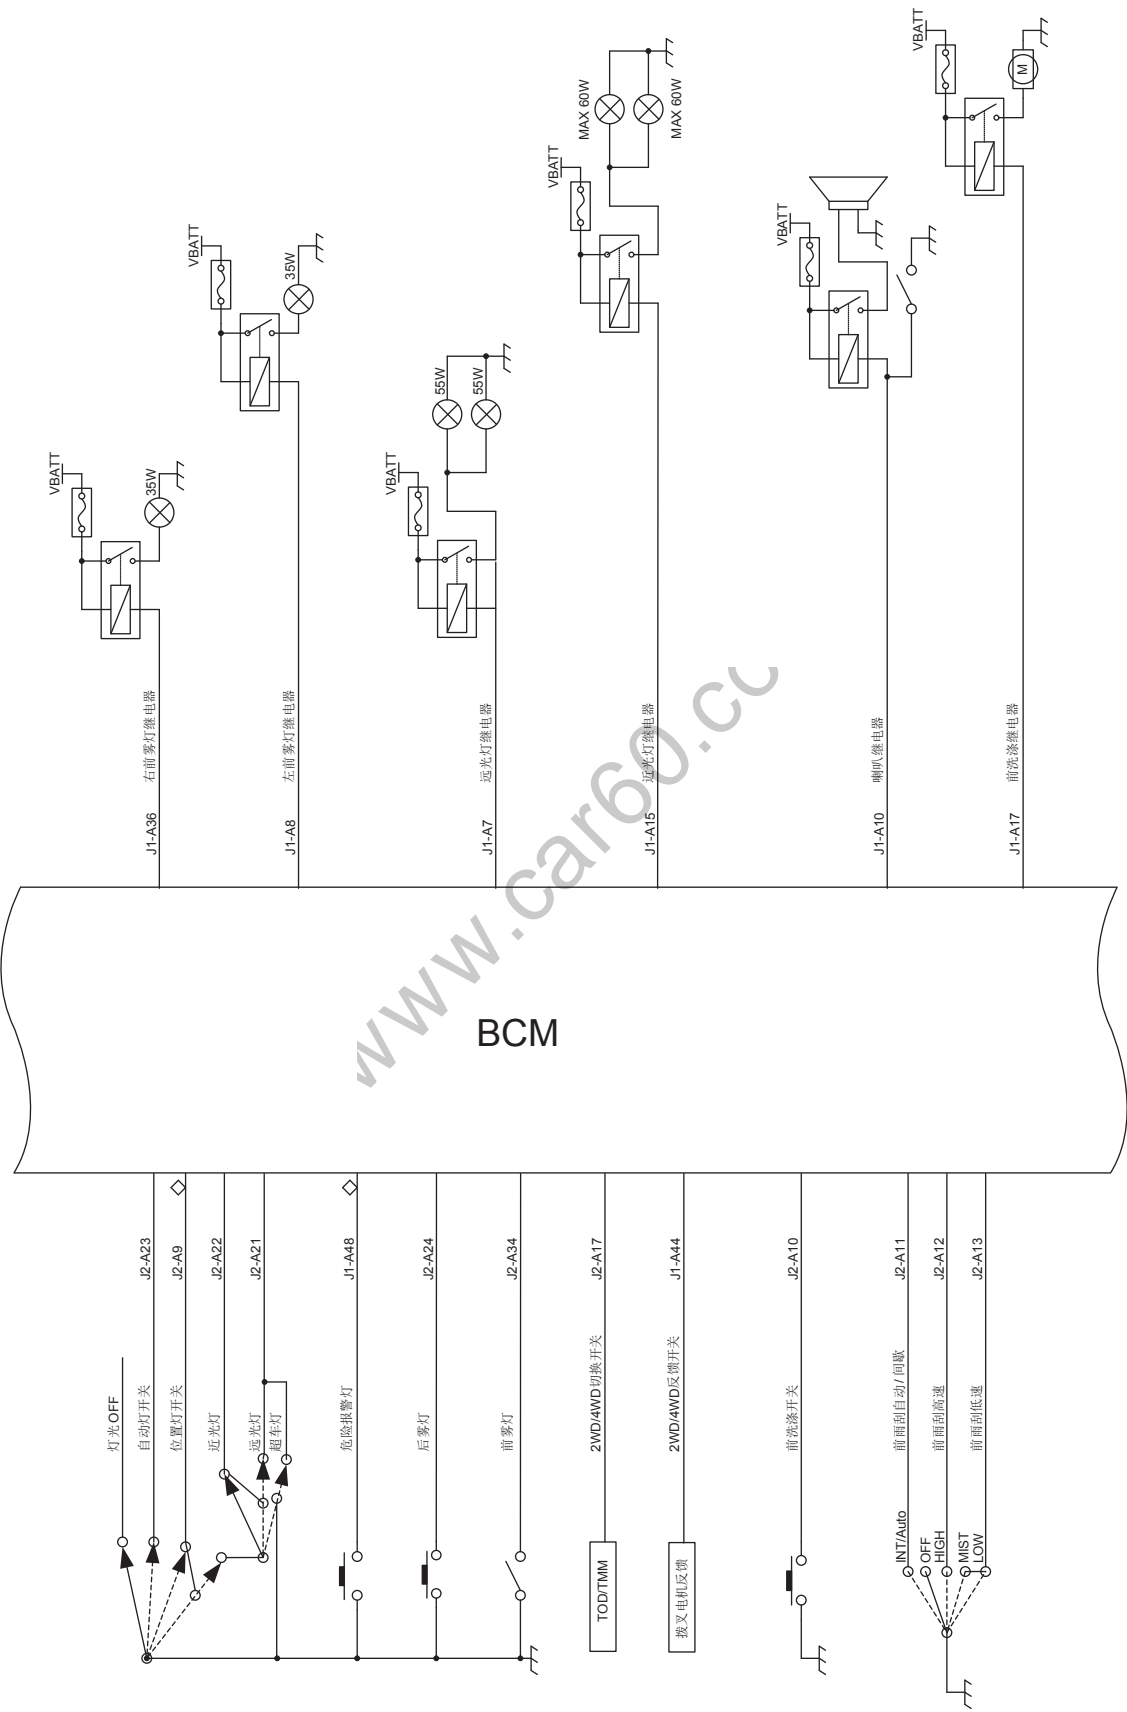 VBATT
35W
右前雾灯继电器
J1-A36
VBATT
35W
左前雾灯继电器
J1-A8
VBATT
55W
55W
远光灯继电器
J1-A7
VBATT
MAX 60W
MAX 60W
近光灯继电器
J1-A15
VBATT
喇叭继电器
J1-A10
VBATT
M
前洗涤继电器
J1-A17
BCM
www.car60.co
灯光OFF
自动灯开关
J2-A23
位置灯开关
J2-A9
近光灯
J2-A22
远光灯
超车灯
J2-A21
危险报警灯
J1-A48
后雾灯
J2-A24
前雾灯
J2-A34
TOD/TMM
2WD/4WD切换开关
J2-A17
拨叉电机反馈
2WD/4WD反馈开关
J1-A44
前洗涤开关
J2-A10
INT/Auto
前雨刮自动/间歇
J2-A11
OFF
HIGH
前雨刮高速
J2-A12
MIST
LOW
前雨刮低速
J2-A13